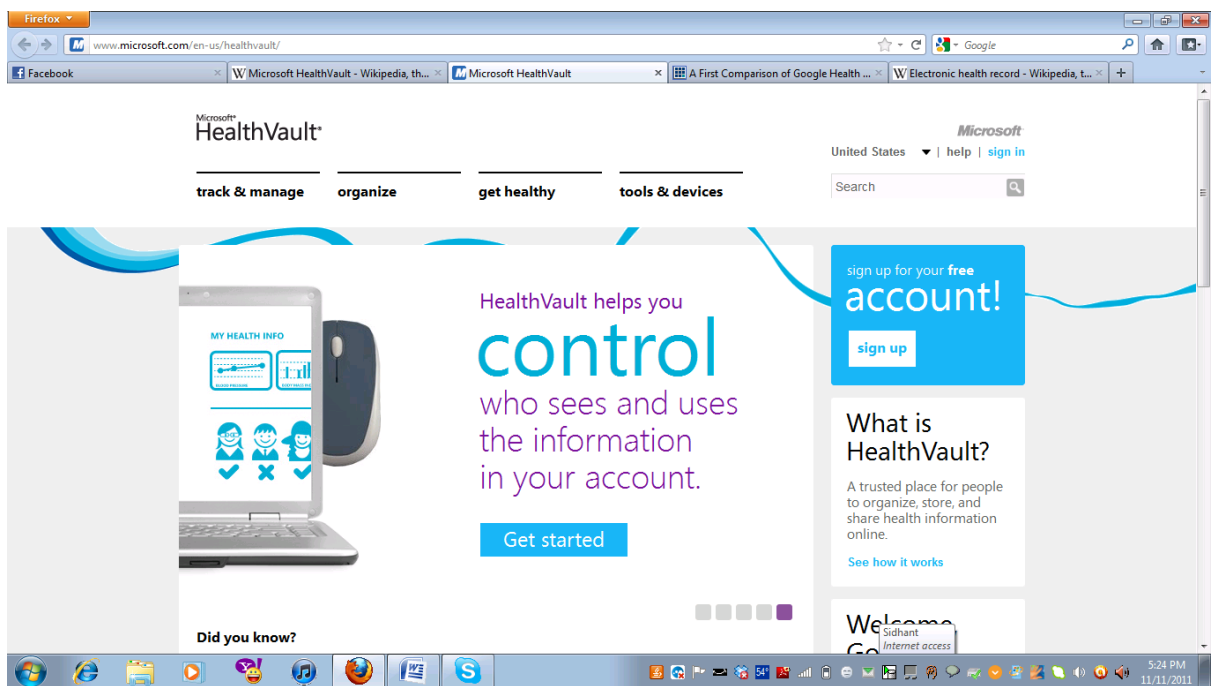 Firefox
www.microsoft.com/en-us/healthvault/
Google
Facebook
Microsoft HealthVault - Wikipedia, th...
Microsoft HealthVault
A First Comparison of Google Health ...
Electronic health record - Wikipedia, t...
Microsoft®
HealthVault®
Microsoft
United States | help | sign in
track & manage organize get healthy tools & devices
Search
MY HEALTH INFO
HealthVault helps you
control
who sees and uses
the information
in your account.
Get started
sign up for your free
account!
sign up
What is
HealthVault?
A trusted place for people
to organize, store, and
share health information
online.
See how it works
Did you know?
Sidhant
Internet access
54°
5:24 PM
11/11/2011